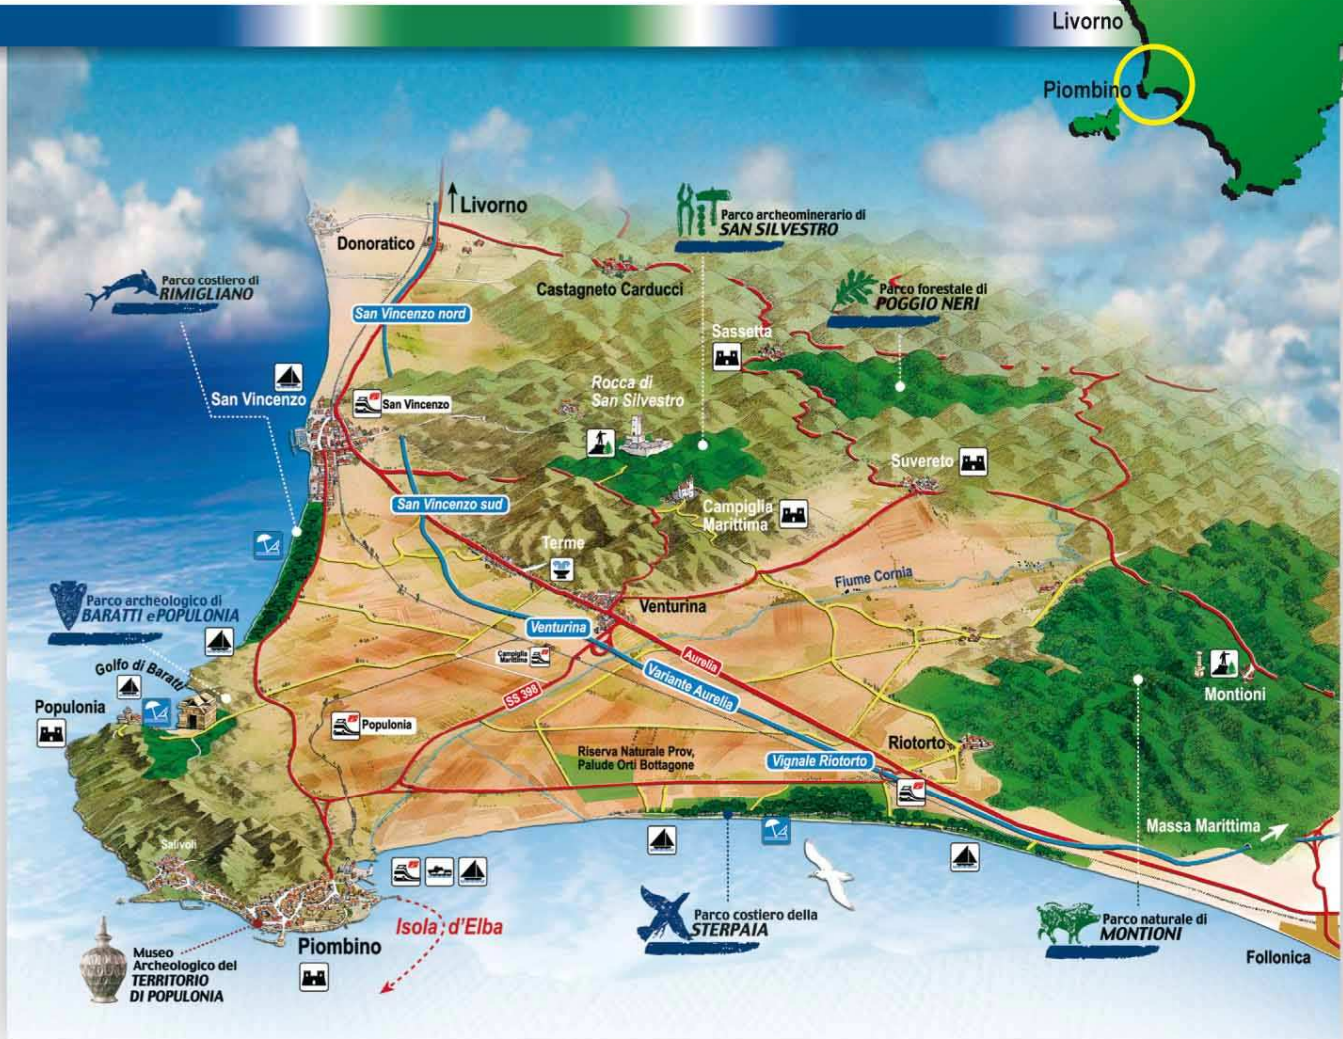 Livorno
Piombino
Livorno
Donoratico
Parco archeominerario di
SAN SILVESTRO
Parco costiero di
RIMIGLIANO
Castagneto Carducci
Parco forestale di
POGGIO NERI
San Vincenzo nord
Sassetta
San Vincenzo
San Vincenzo
Rocca di
San Silvestro
Suvereto
San Vincenzo sud
Campiglia
Marittima
Terme
Fiume Cornia
Parco archeologico di
BARATTI e POPULONIA
Venturina
Venturina
Campiglia
Marittima
Aurelia
Golfo di Baratti
Variante Aurelia
SS 398
Montioni
Populonia
Populonia
Riserva Naturale Prov,
Palude Orti Bottagone
Riotorto
Vignale Riotorto
Massa Marittima
Salivoli
Isola d'Elba
Parco costiero della
STERPAIA
Parco naturale di
MONTIONI
Piombino
Museo
Archeologico del
TERRITORIO
DI POPULONIA
Follonica